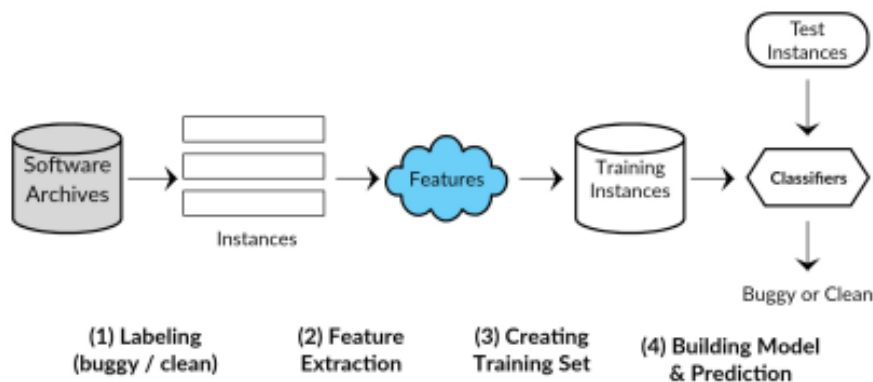 Test
Instances
Software
Archives
Instances
Features
Training
Instances
Classifiers
Buggy or Clean
(1) Labeling
(buggy / clean)
(2) Feature
Extraction
(3) Creating
Training Set
(4) Building Model
& Prediction